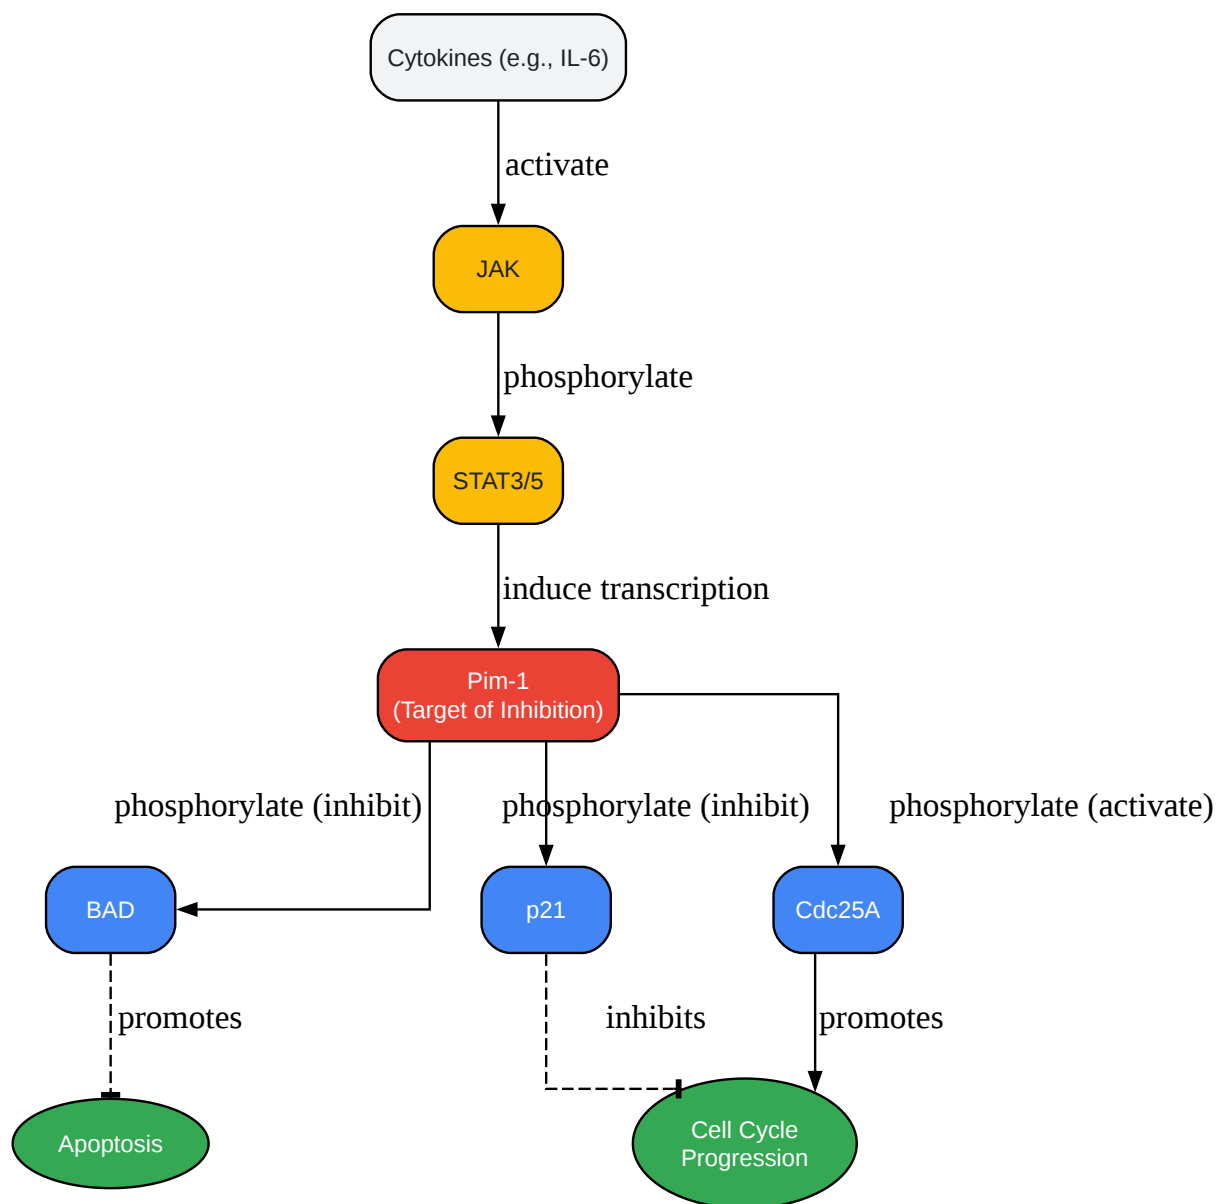 Cytokines (e.g., IL-6)
activate
JAK
phosphorylate
STAT3/5
induce transcription
Pim-1
(Target of Inhibition)
phosphorylate (inhibit)
phosphorylate (inhibit)
phosphorylate (activate)
BAD
p21
Cdc25A
promotes
inhibits
promotes
Apoptosis
Cell Cycle
Progression